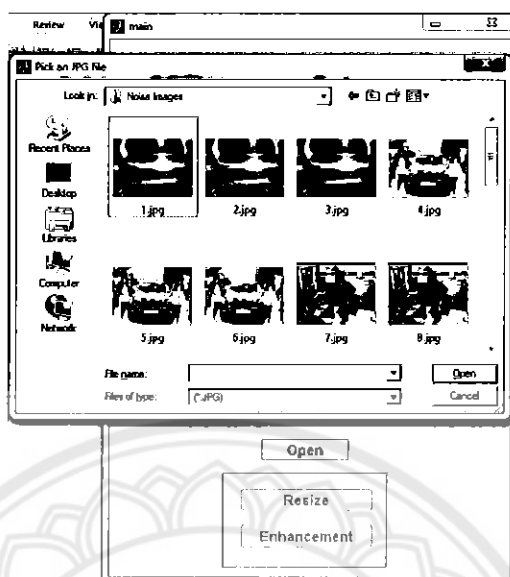 Review Vi main
Pick an JPG file
Look in: Noise Images
Recent Places
Desktop
Libraries
Computer
Network
1.jpg 2.jpg 3.jpg 4.jpg
5.jpg 6.jpg 7.jpg 8.jpg
File name: Open
Files of type: (*.JPG) Cancel
Open
Resize
Enhancement